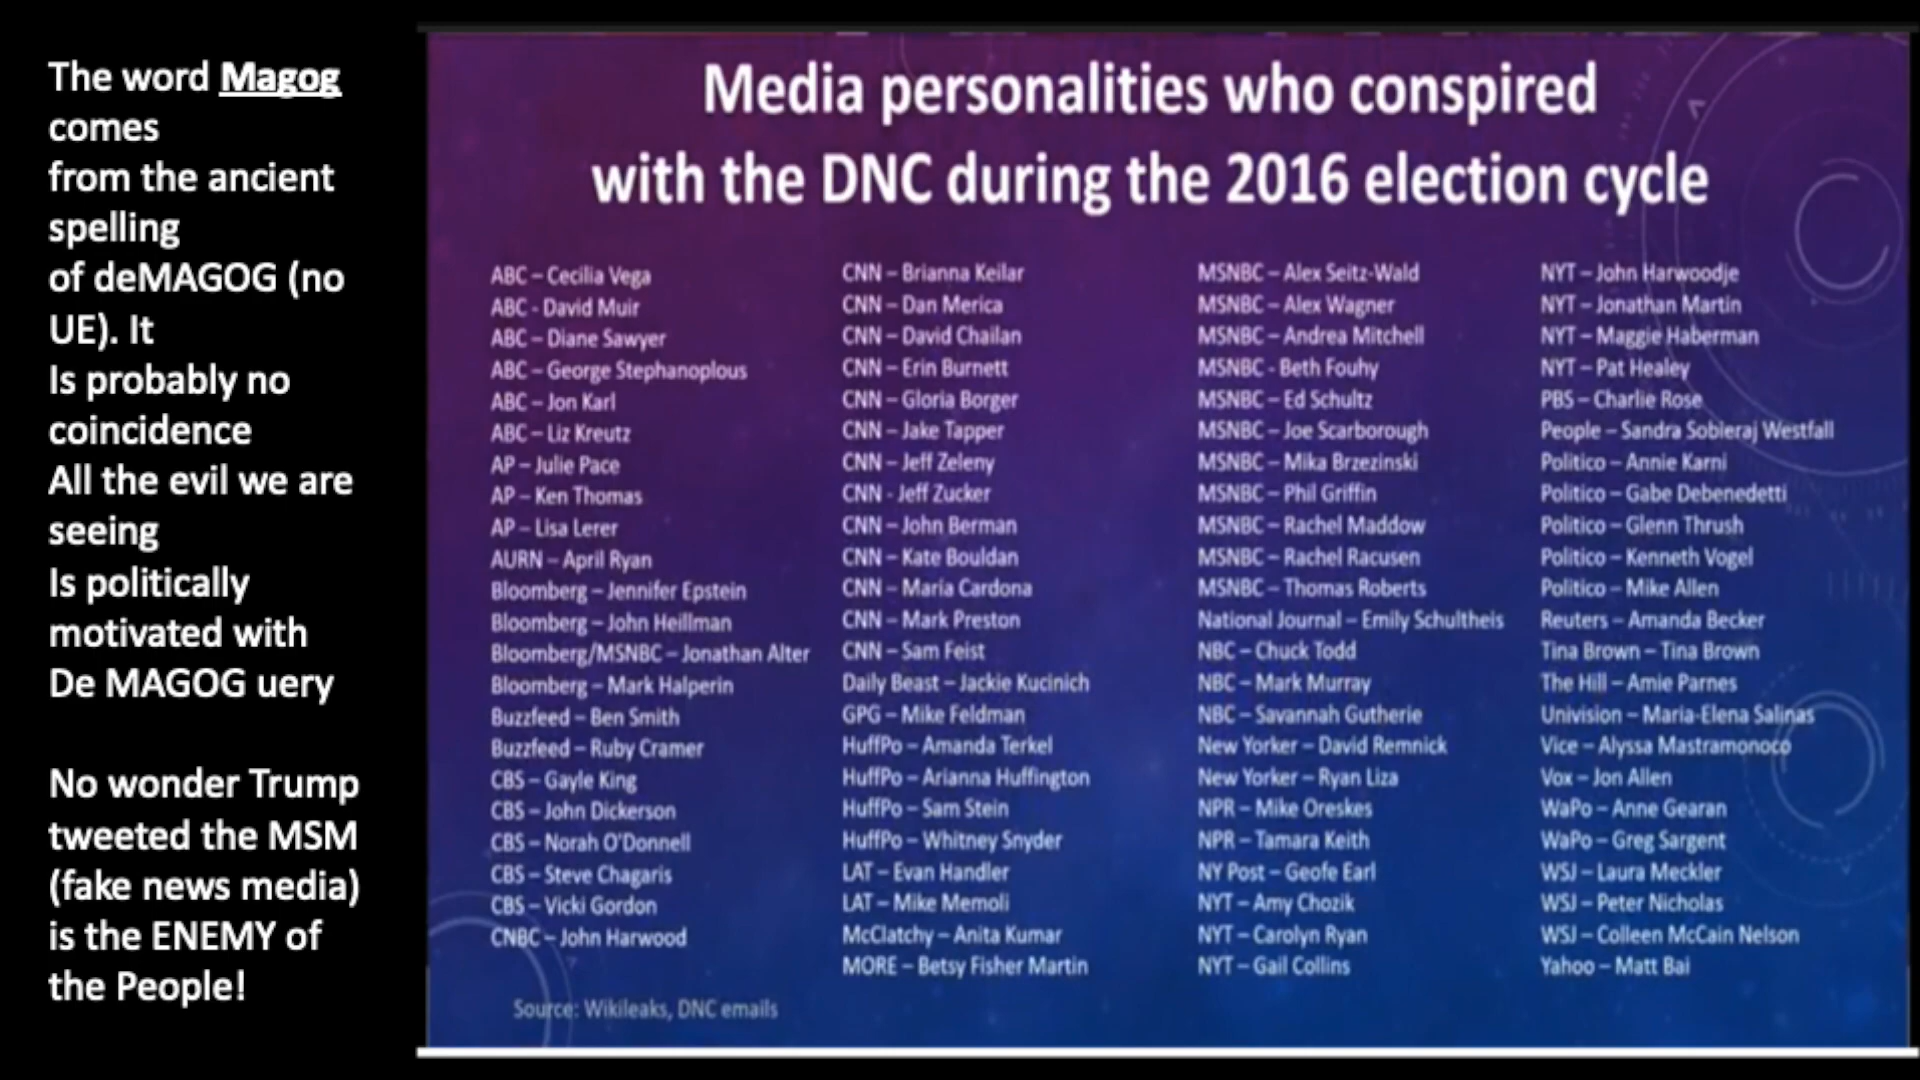 The word Magog
comes
from the ancient
spelling
of deMAGOG (no
UE). It
Is probably no
coincidence
All the evil we are
seeing
Is politically
motivated with
De MAGOG uery
No wonder Trump
tweeted the MSM
(fake news media)
is the ENEMY of
the People!
Media personalities who conspired
with the DNC during the 2016 election cycle
ABC – Cecilia Vega
ABC - David Muir
ABC – Diane Sawyer
ABC – George Stephanoplous
ABC – Jon Karl
ABC – Liz Kreutz
AP – Julie Pace
AP – Ken Thomas
AP – Lisa Lerer
AURN – April Ryan
Bloomberg – Jennifer Epstein
Bloomberg – John Heillman
Bloomberg/MSNBC – Jonathan Alter
Bloomberg – Mark Halperin
Buzzfeed – Ben Smith
Buzzfeed – Ruby Cramer
CBS – Gayle King
CBS – John Dickerson
CBS – Norah O'Donnell
CBS – Steve Chagaris
CBS – Vicki Gordon
CNBC – John Harwood
CNN – Brianna Keilar
CNN – Dan Merica
CNN – David Chailan
CNN – Erin Burnett
CNN – Gloria Borger
CNN – Jake Tapper
CNN – Jeff Zeleny
CNN - Jeff Zucker
CNN – John Berman
CNN – Kate Bouldan
CNN – Maria Cardona
CNN – Mark Preston
CNN – Sam Feist
Daily Beast – Jackie Kucinich
GPG – Mike Feldman
HuffPo – Amanda Terkel
HuffPo – Arianna Huffington
HuffPo – Sam Stein
HuffPo – Whitney Snyder
LAT – Evan Handler
LAT – Mike Memoli
McClatchy – Anita Kumar
MORE – Betsy Fisher Martin
MSNBC – Alex Seitz-Wald
MSNBC – Alex Wagner
MSNBC – Andrea Mitchell
MSNBC - Beth Fouhy
MSNBC – Ed Schultz
MSNBC – Joe Scarborough
MSNBC – Mika Brzezinski
MSNBC – Phil Griffin
MSNBC – Rachel Maddow
MSNBC – Rachel Racusen
MSNBC – Thomas Roberts
National Journal – Emily Schultheis
NBC – Chuck Todd
NBC – Mark Murray
NBC – Savannah Gutherie
New Yorker – David Remnick
New Yorker – Ryan Liza
NPR – Mike Oreskes
NPR – Tamara Keith
NY Post – Geofe Earl
NYT – Amy Chozik
NYT – Carolyn Ryan
NYT – Gail Collins
NYT – John Harwoodje
NYT – Jonathan Martin
NYT – Maggie Haberman
NYT – Pat Healey
PBS – Charlie Rose
People – Sandra Sobleraj Westfall
Politico – Annie Karni
Politico – Gabe Debenedetti
Politico – Glenn Thrush
Politico – Kenneth Vogel
Politico – Mike Allen
Reuters – Amanda Becker
Tina Brown – Tina Brown
The Hill – Amie Parnes
Univision – Maria-Elena Salinas
Vice – Alyssa Mastramonoco
Vox – Jon Allen
WaPo – Anne Gearan
WaPo – Greg Sargent
WSJ – Laura Meckler
WSJ – Peter Nicholas
WSJ – Colleen McCain Nelson
Yahoo – Matt Bai
Source: Wikileaks, DNC emails